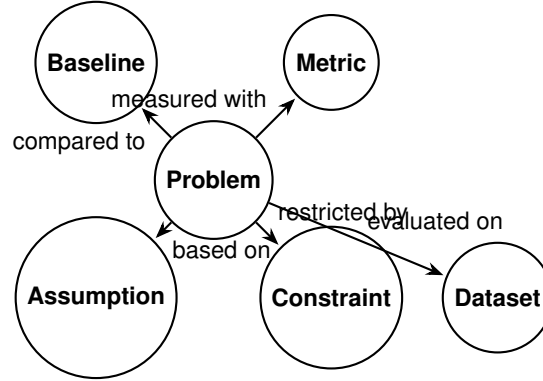 Baseline
Metric
measured with
compared to
Problem
restricted by
evaluated on
based on
Assumption
Constraint
Dataset